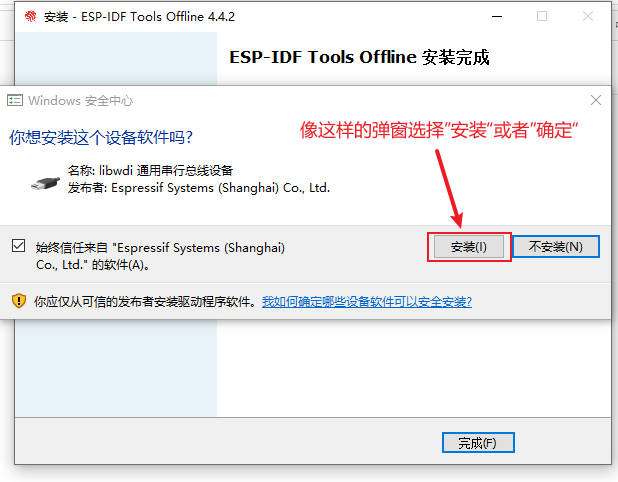 安装 - ESP-IDF Tools Offline 4.4.2
ESP-IDF Tools Offline 安装完成
Windows 安全中心
你想安装这个设备软件吗?
像这样的弹窗选择"安装"或者"确定"
名称: libwdi 通用串行总线设备
发布者: Espressif Systems (Shanghai) Co., Ltd.
始终信任来自 "Espressif Systems (Shanghai)
Co., Ltd." 的软件(A)。
安装(I)
不安装(N)
你应仅从可信的发布者安装驱动程序软件。我如何确定哪些设备软件可以安全安装?
完成(F)